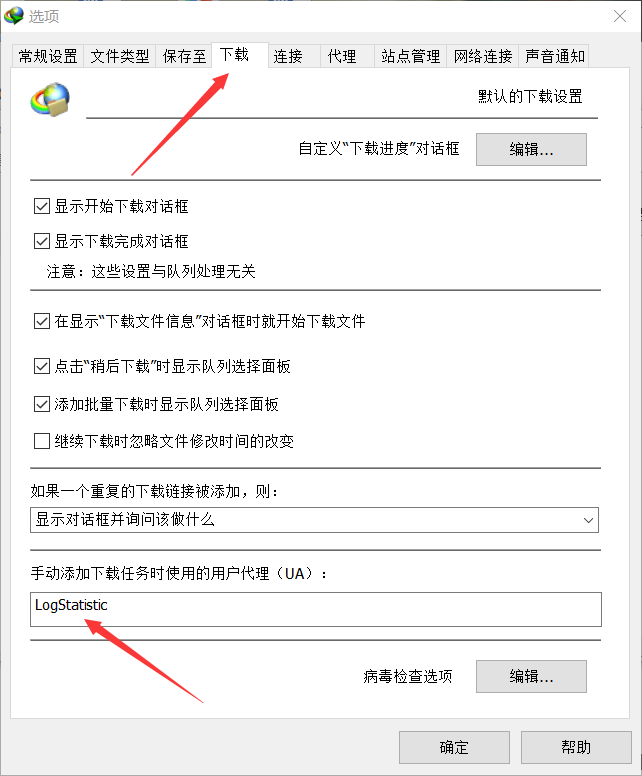 选项
常规设置 文件类型 保存至 下载 连接 代理 站点管理 网络连接 声音通知
默认的下载设置
自定义“下载进度”对话框 编辑...
显示开始下载对话框
显示下载完成对话框
注意：这些设置与队列处理无关
在显示“下载文件信息”对话框时就开始下载文件
点击“稍后下载”时显示队列选择面板
添加批量下载时显示队列选择面板
继续下载时忽略文件修改时间的改变
如果一个重复的下载链接被添加，则：
显示对话框并询问该做什么
手动添加下载任务时使用的用户代理（UA）：
LogStatistic
病毒检查选项 编辑...
确定 帮助